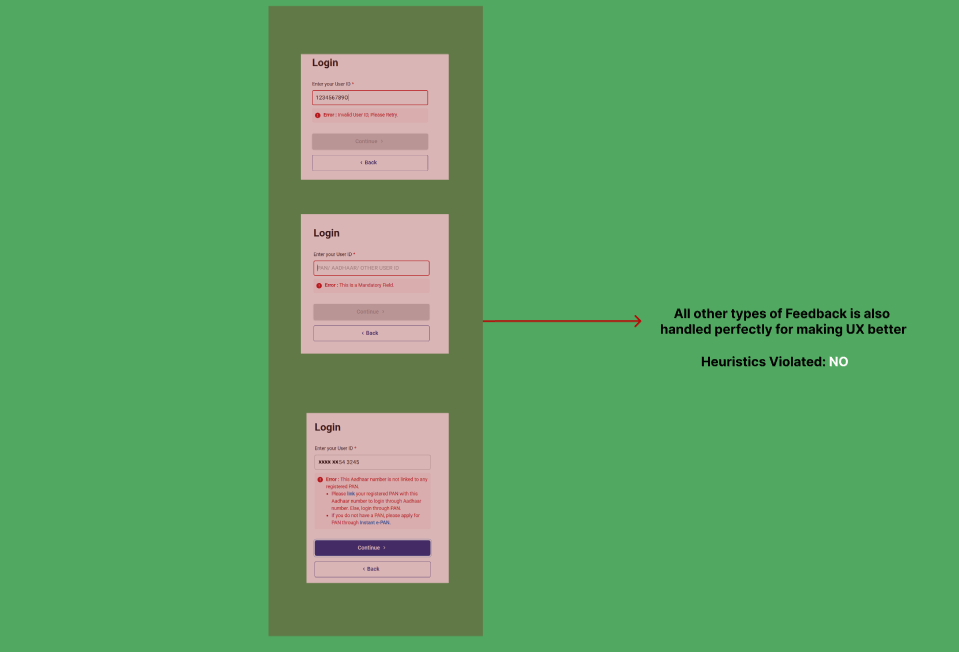 Login
Enter your User ID *
1234567890
Error : Invalid User ID, Please Retry
Continue >
< Back
Login
Enter your User ID *
PAN/ AADHAAR/ OTHER USER ID
Error : This is a Mandatory Field.
Continue >
< Back
All other types of Feedback is also
handled perfectly for making UX better
Heuristics Violated: NO
Login
Enter your User ID *
XXXX XX54 3245
Error : This Aadhaar number is not linked to any
registered PAN.
• Please link your registered PAN with this
Aadhaar number to login through Aadhaar
number. Else, login through PAN.
• If you do not have a PAN, please apply for
PAN through Instant e-PAN.
Continue >
< Back